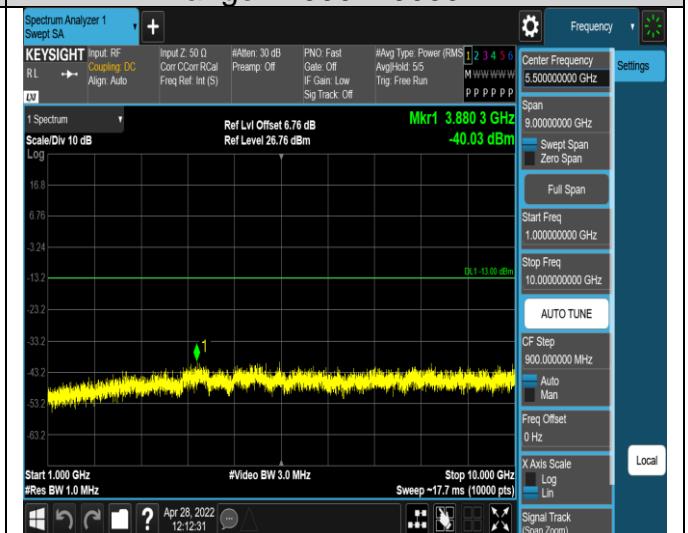 Spectrum Analyzer 1
Swept SA
Frequency
KEYSIGHT
Input: RF
Coupling: DC
Align: Auto
Input Z: 50 Ω
Corr CCorr RCal
Freq Ref: Int (S)
#Atten: 30 dB
Preamp: Off
PNO: Fast
Gate: Off
IF Gain: Low
Sig Track: Off
#Avg Type: Power (RMS
Avg|Hold: 5/5
Trig: Free Run
1 2 3 4 5 6
M W W W W W
P P P P P P
RL
LXI
1 Spectrum
Scale/Div 10 dB
Log
Ref Lvl Offset 6.76 dB
Ref Level 26.76 dBm
Mkr1 3.880 3 GHz
-40.03 dBm
16.8
6.76
-3.24
-13.2
DL1 -13.00 dBm
-23.2
-33.2
1
-43.2
-53.2
-63.2
Start 1.000 GHz
#Res BW 1.0 MHz
#Video BW 3.0 MHz
Stop 10.000 GHz
Sweep ~17.7 ms (10000 pts)
Apr 28, 2022
12:12:31
Center Frequency
5.500000000 GHz
Settings
Span
9.00000000 GHz
Swept Span
Zero Span
Full Span
Start Freq
1.000000000 GHz
Stop Freq
10.000000000 GHz
AUTO TUNE
CF Step
900.000000 MHz
Auto
Man
Freq Offset
0 Hz
X Axis Scale
Log
Lin
Local
Signal Track
(Span Zoom)